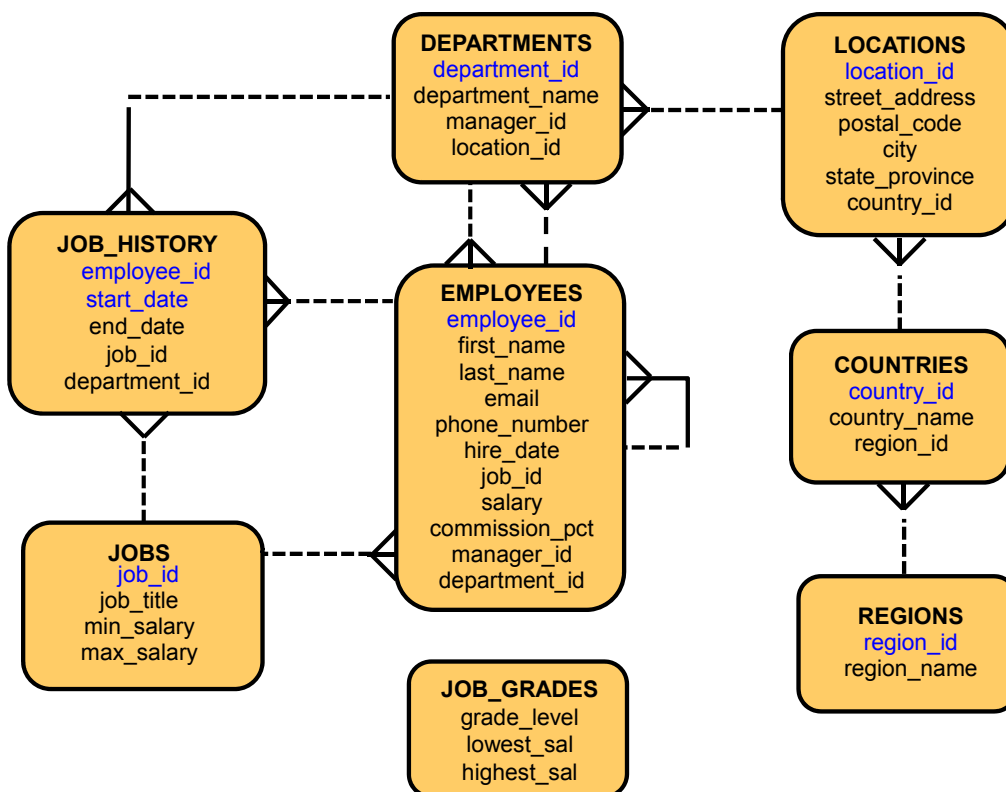 DEPARTMENTS
department_id
department_name
manager_id
location_id
LOCATIONS
location_id
street_address
postal_code
city
state_province
country_id
JOB_HISTORY
employee_id
start_date
end_date
job_id
department_id
EMPLOYEES
employee_id
first_name
last_name
email
phone_number
hire_date
job_id
salary
commission_pct
manager_id
department_id
COUNTRIES
country_id
country_name
region_id
JOBS
job_id
job_title
min_salary
max_salary
REGIONS
region_id
region_name
JOB_GRADES
grade_level
lowest_sal
highest_sal